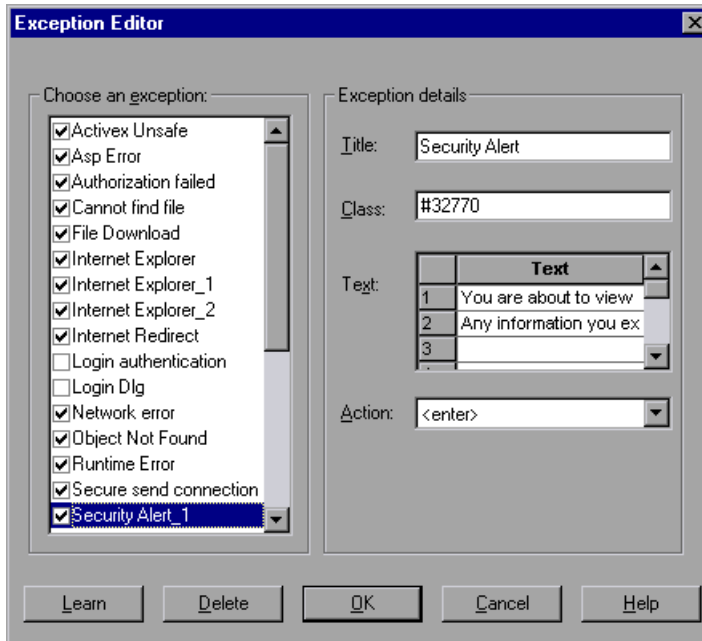 Exception Editor
Choose an exception:
Activex Unsafe
Asp Error
Authorization failed
Cannot find file
File Download
Internet Explorer
Internet Explorer_1
Internet Explorer_2
Internet Redirect
Login authentication
Login Dlg
Network error
Object Not Found
Runtime Error
Secure send connection
Security Alert_1
Exception details
Title: Security Alert
Class: #32770
Text:
Text
1 You are about to view
2 Any information you ex
3
Action: <enter>
Learn Delete OK Cancel Help